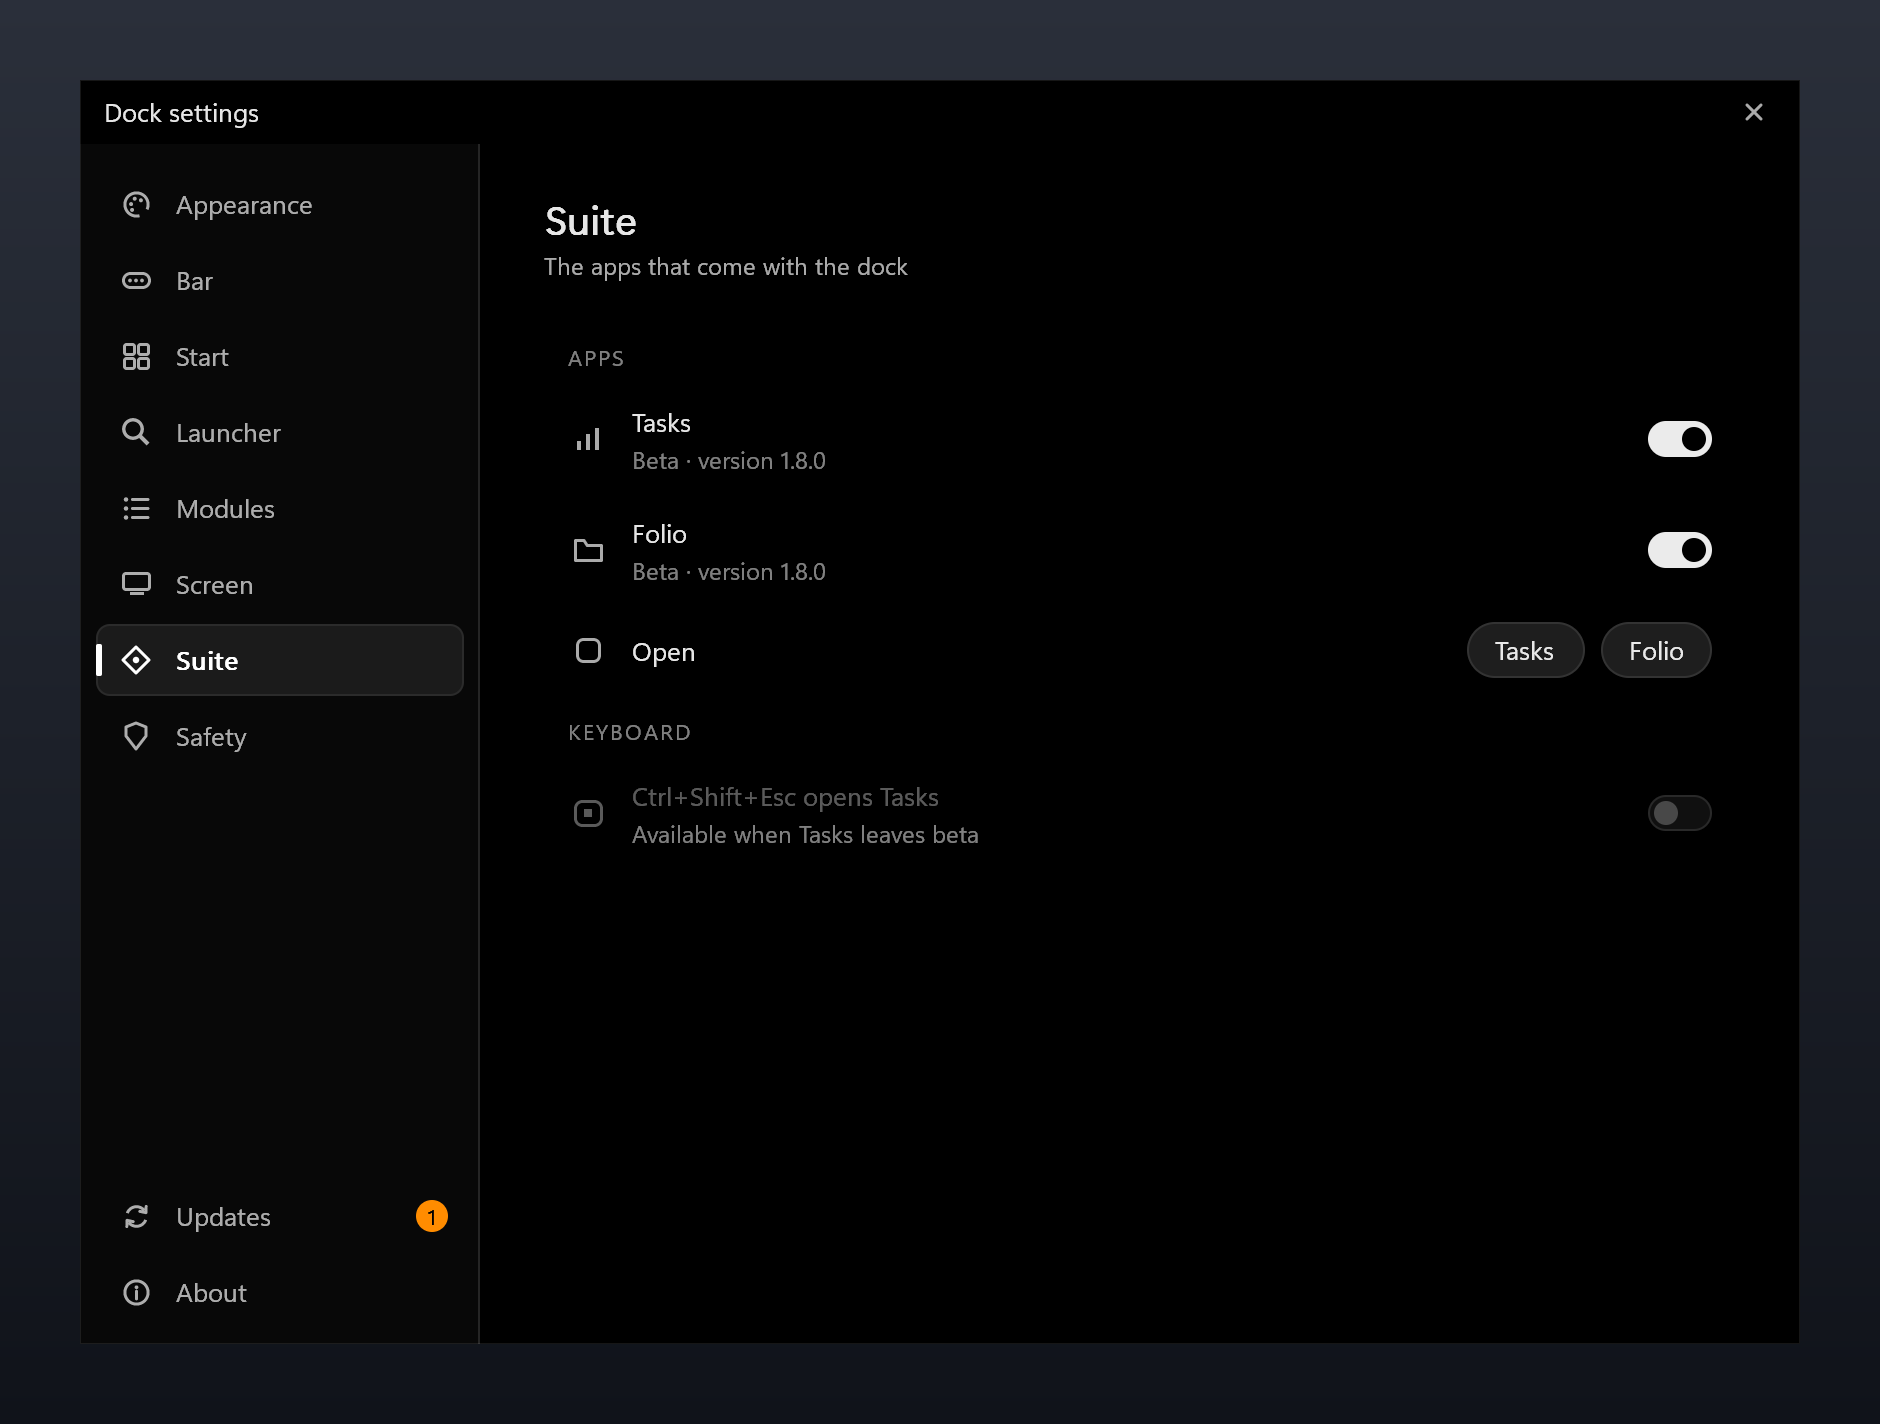 Dock settings
Appearance
Bar
Start
Launcher
Modules
Screen
Suite
Safety
Updates
1
About
Suite
The apps that come with the dock
APPS
Tasks
Beta · version 1.8.0
Folio
Beta · version 1.8.0
Open
Tasks
Folio
KEYBOARD
Ctrl+Shift+Esc opens Tasks
Available when Tasks leaves beta